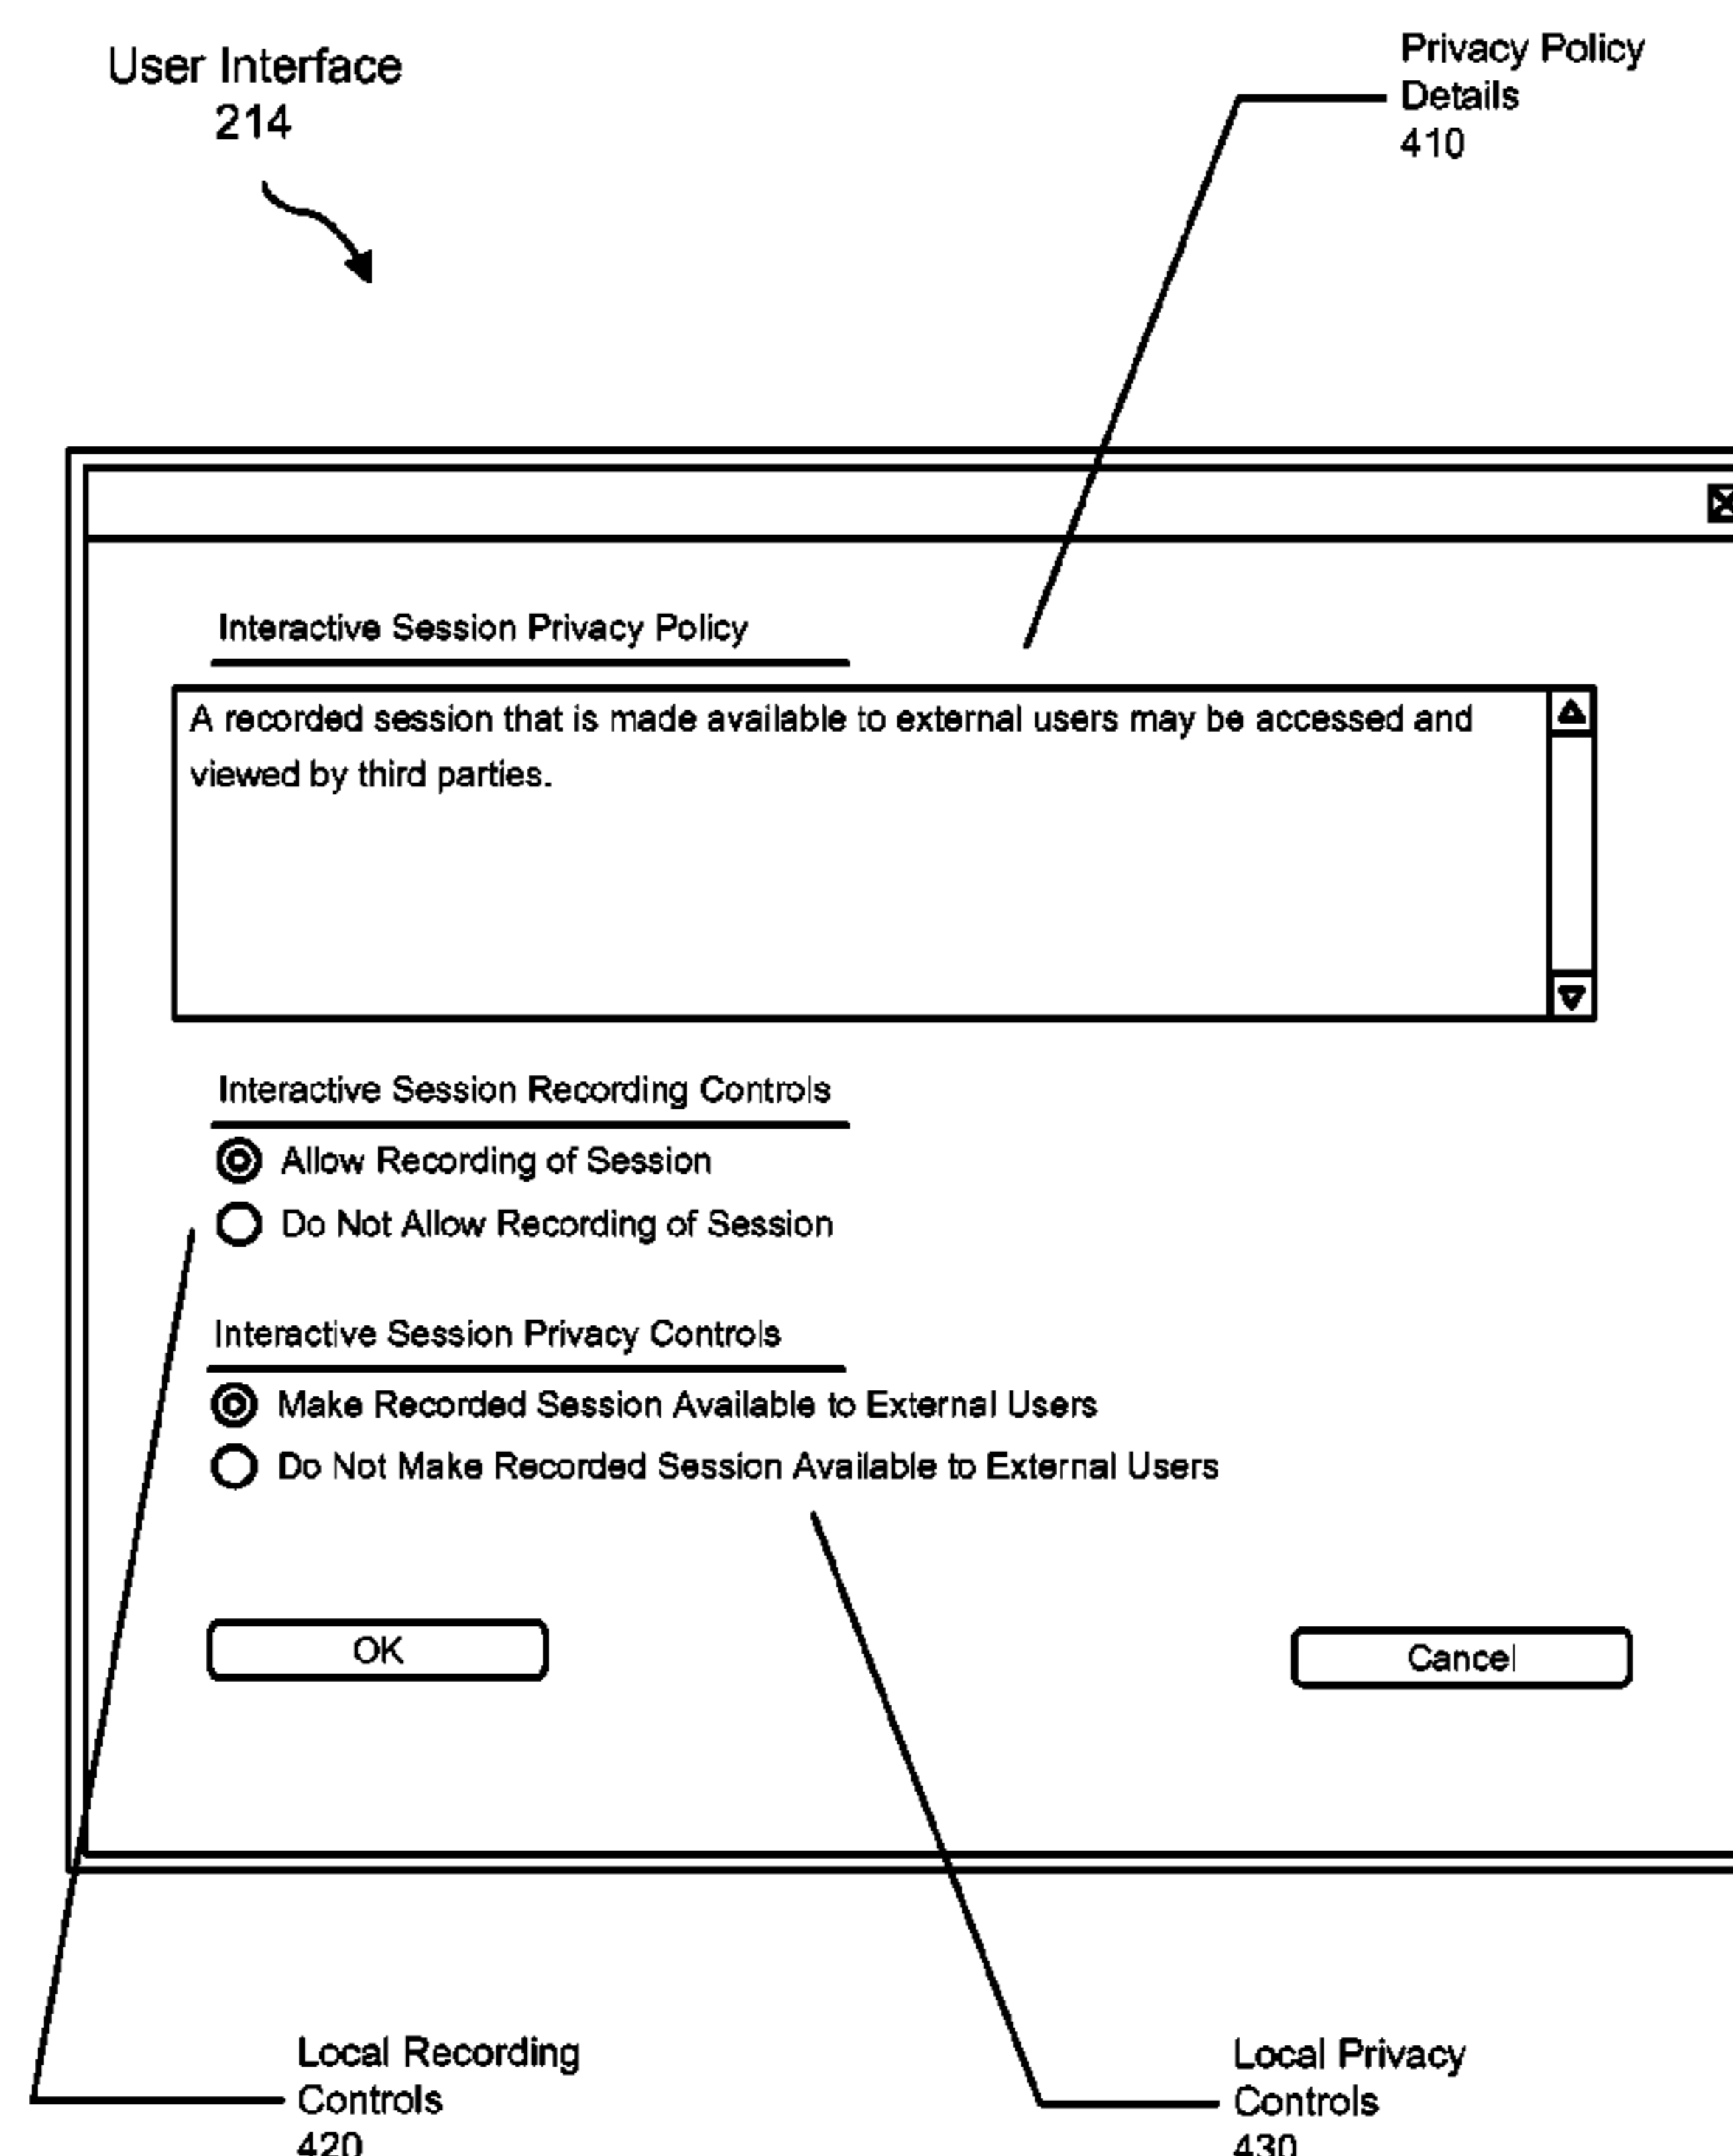 User Interface
214
Privacy Policy
Details
410
Interactive Session Privacy Policy
A recorded session that is made available to external users may be accessed and
viewed by third parties.
Interactive Session Recording Controls
Allow Recording of Session
Do Not Allow Recording of Session
Interactive Session Privacy Controls
Make Recorded Session Available to External Users
Do Not Make Recorded Session Available to External Users
OK
Cancel
Local Recording
Controls
420
Local Privacy
Controls
430